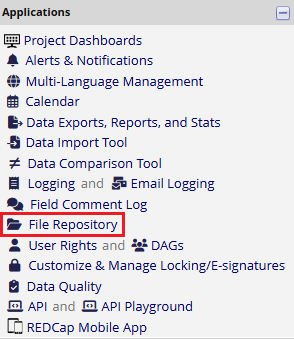 Applications
Project Dashboards
Alerts & Notifications
Multi-Language Management
Calendar
Data Exports, Reports, and Stats
Data Import Tool
Data Comparison Tool
Logging and Email Logging
Field Comment Log
File Repository
User Rights and DAGs
Customize & Manage Locking/E-signatures
Data Quality
API and API Playground
REDCap Mobile App